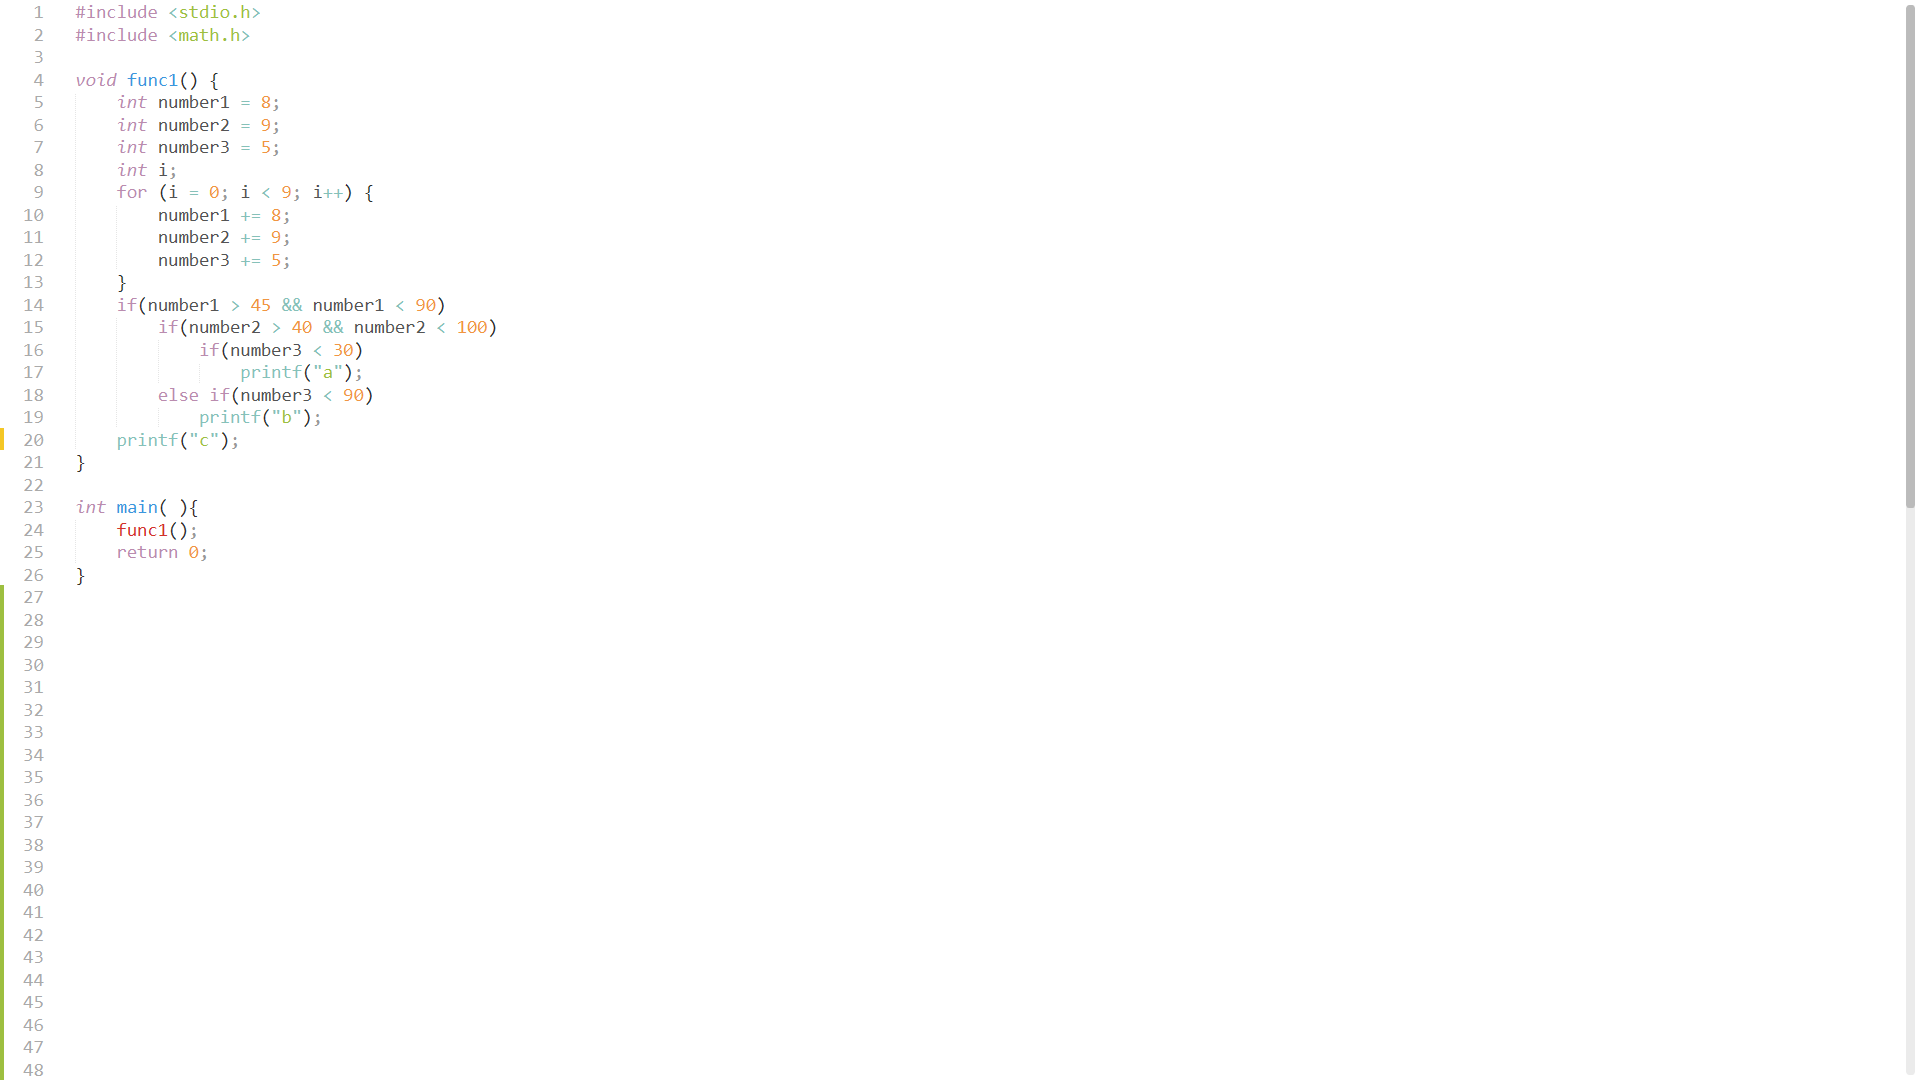 1 #include <stdio.h>
2 #include <math.h>
3
4 void func1() {
5     int number1 = 8;
6     int number2 = 9;
7     int number3 = 5;
8     int i;
9     for (i = 0; i < 9; i++) {
10         number1 += 8;
11         number2 += 9;
12         number3 += 5;
13     }
14     if(number1 > 45 && number1 < 90)
15         if(number2 > 40 && number2 < 100)
16             if(number3 < 30)
17                 printf("a");
18         else if(number3 < 90)
19             printf("b");
20     printf("c");
21 }
22
23 int main( ){
24     func1();
25     return 0;
26 }
27
28
29
30
31
32
33
34
35
36
37
38
39
40
41
42
43
44
45
46
47
48